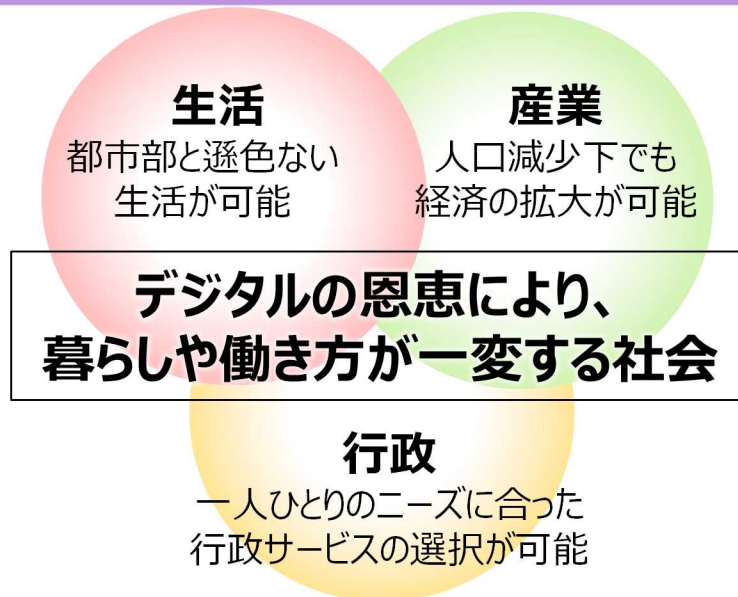 生活
都市部と遜色ない
生活が可能
産業
人口減少下でも
経済の拡大が可能
デジタルの恩恵により、
暮らしや働き方が一変する社会
行政
一人ひとりのニーズに合った
行政サービスの選択が可能